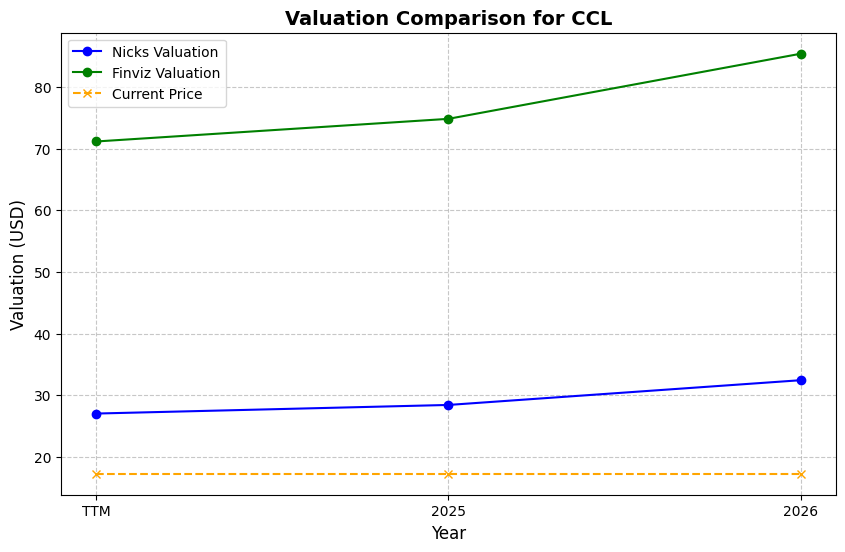 Valuation Comparison for CCL
Nicks Valuation
Finviz Valuation
Current Price
Valuation (USD)
80
70
60
50
40
30
20
TTM
2025
2026
Year